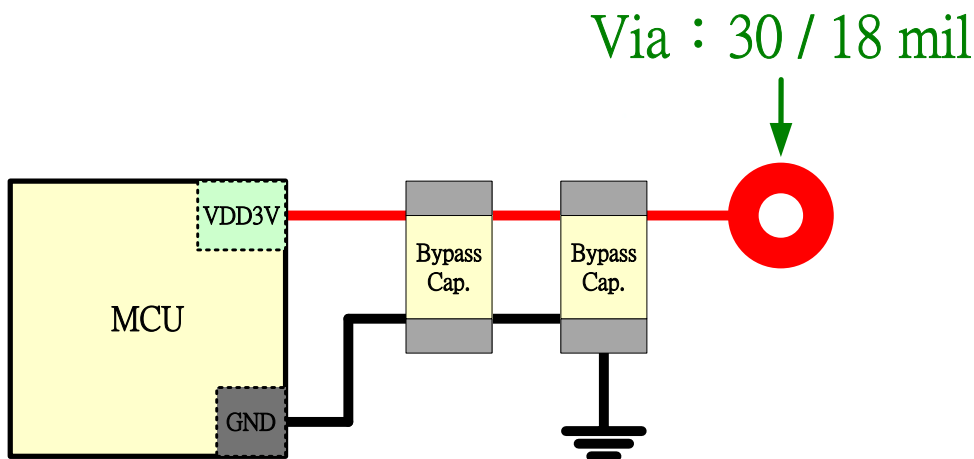 Via：30 / 18 mil
VDD3V
Bypass
Cap.
Bypass
Cap.
MCU
GND